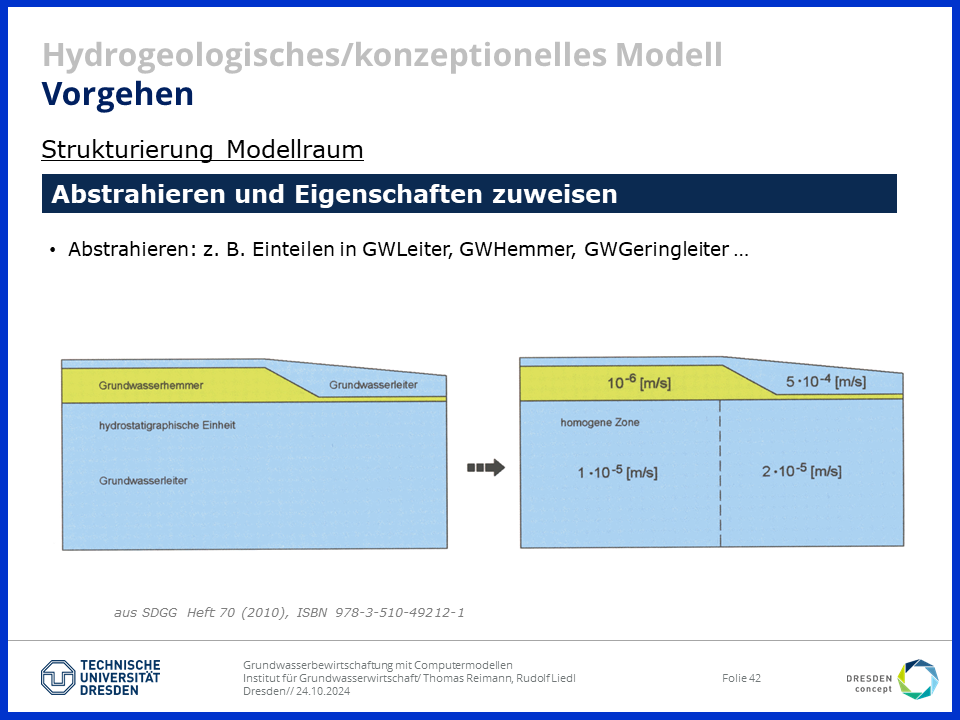 Hydrogeologisches/konzeptionelles Modell
Vorgehen
Strukturierung Modellraum
Abstrahieren und Eigenschaften zuweisen
• Abstrahieren: z. B. Einteilen in GWLeiter, GWHemmer, GWGeringleiter …
Grundwasserhemmer
Grundwasserleiter
hydrostatigraphische Einheit
Grundwasserleiter
10⁻⁶ [m/s]
5·10⁻⁴ [m/s]
homogene Zone
1·10⁻⁵ [m/s]
2·10⁻⁵ [m/s]
aus SDGG Heft 70 (2010), ISBN 978-3-510-49212-1
TECHNISCHE
UNIVERSITÄT
DRESDEN
Grundwasserbewirtschaftung mit Computermodellen
Institut für Grundwasserwirtschaft/ Thomas Reimann, Rudolf Liedl
Dresden// 24.10.2024
Folie 42
DRESDEN
concept